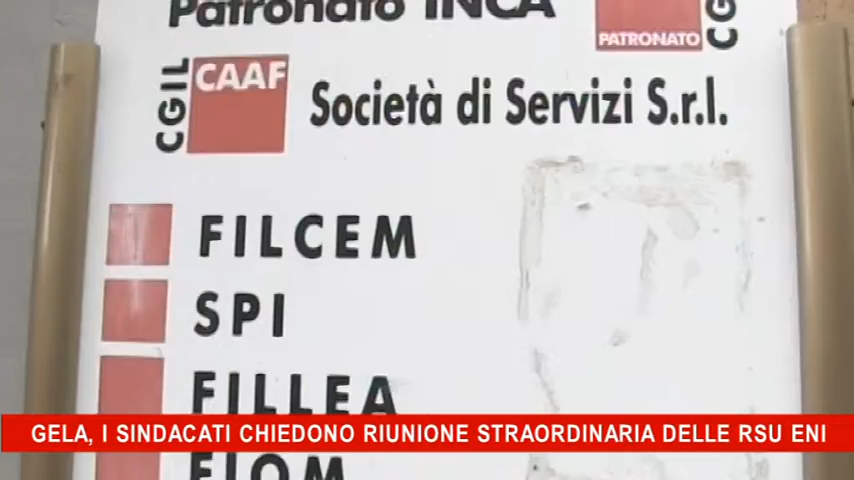 Patronato INCA
PATRONATO
CGIL
CGIL
CAAF
Società di Servizi S.r.l.
FILCEM
SPI
FILLEA
GELA, I SINDACATI CHIEDONO RIUNIONE STRAORDINARIA DELLE RSU ENI
FIOM